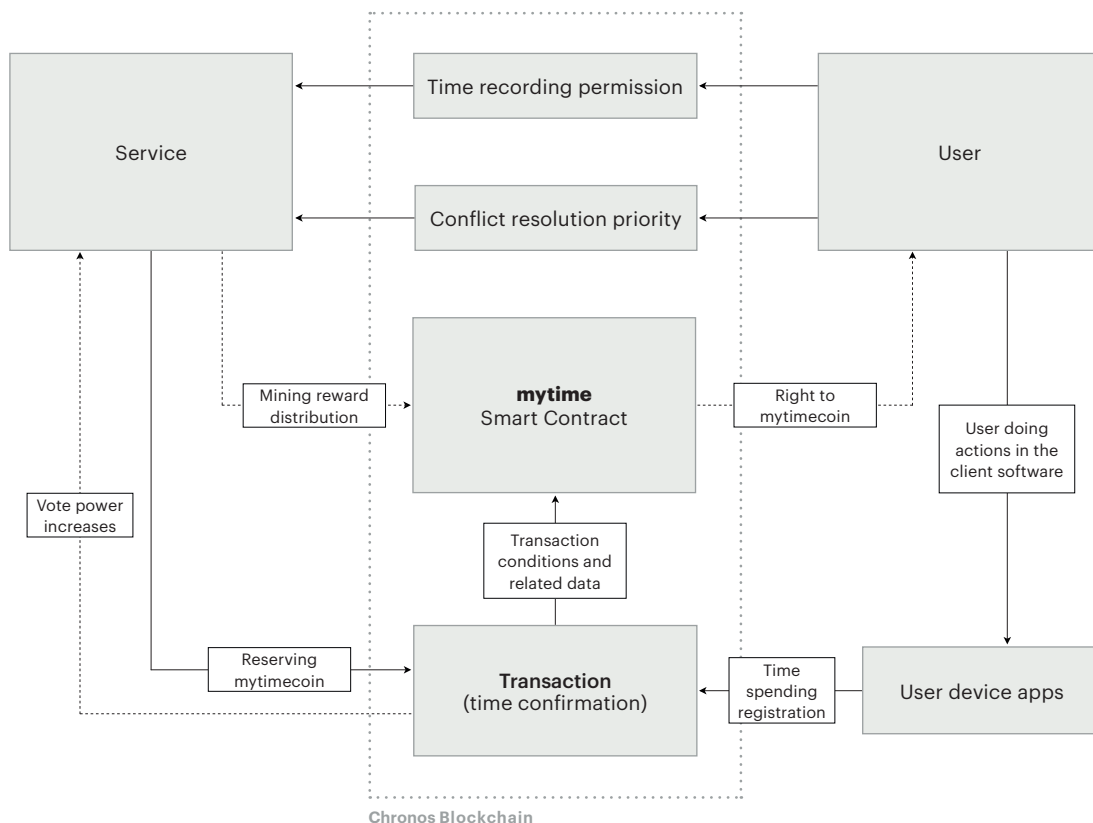 Time recording permission
Service
User
Conflict resolution priority
mytime
Smart Contract
Mining reward
distribution
Right to
mytimecoin
User doing
actions in the
client software
Vote power
increases
Transaction
conditions and
related data
Reserving
mytimecoin
Transaction
(time confirmation)
Time
spending
registration
User device apps
Chronos Blockchain